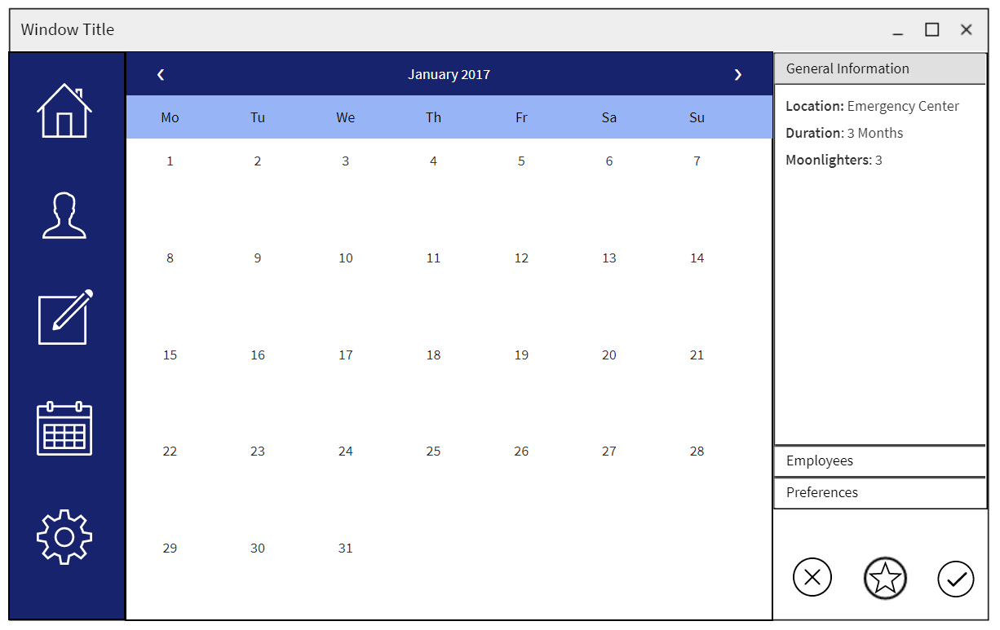 Window Title
January 2017
Mo Tu We Th Fr Sa Su
1 2 3 4 5 6 7
8 9 10 11 12 13 14
15 16 17 18 19 20 21
22 23 24 25 26 27 28
29 30 31
General Information
Location: Emergency Center
Duration: 3 Months
Moonlighters: 3
Employees
Preferences